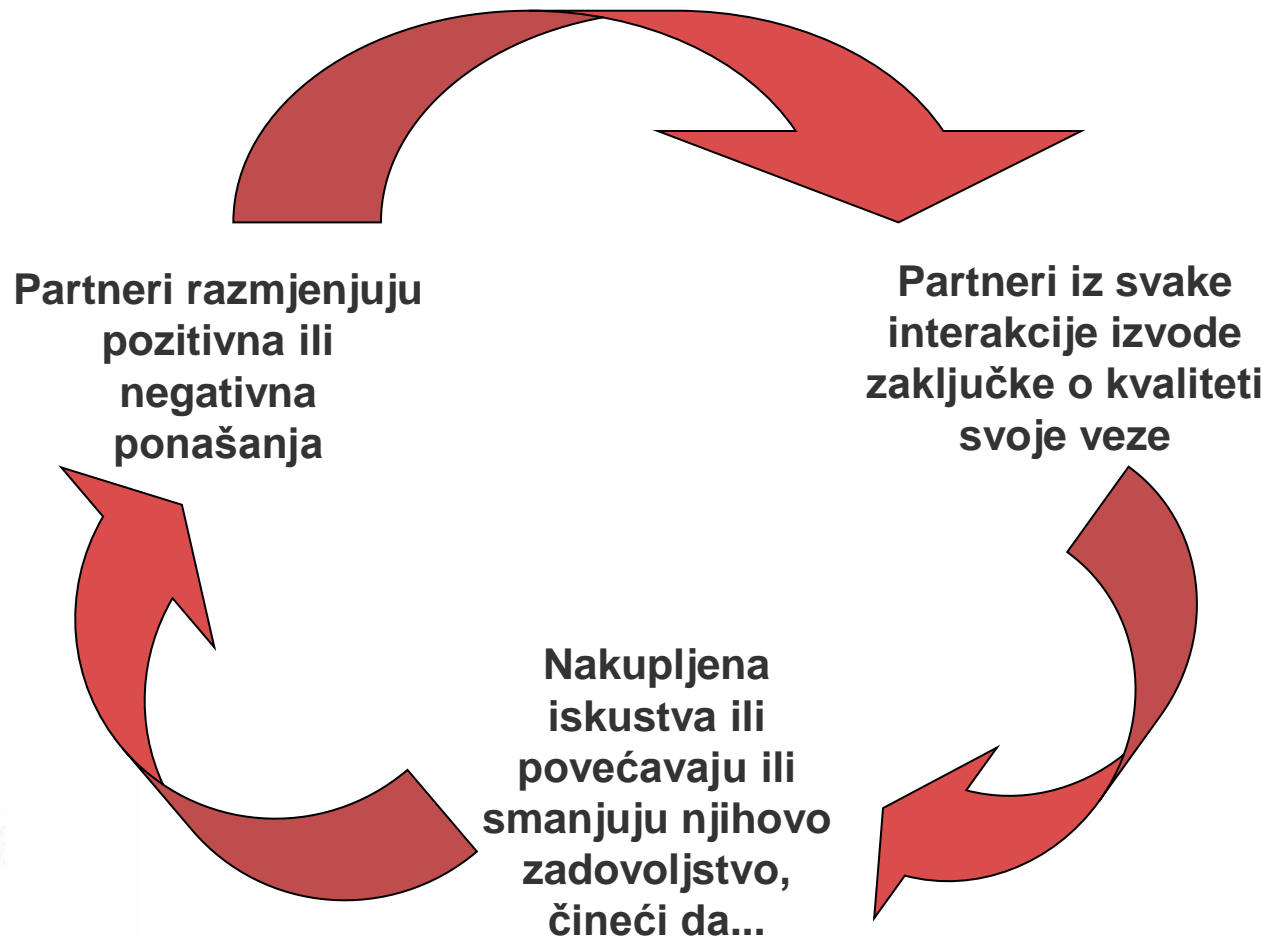 Partneri razmjenjuju
pozitivna ili
negativna
ponašanja
Partneri iz svake
interakcije izvode
zaključke o kvaliteti
svoje veze
Nakupljena
iskustva ili
povećavaju ili
smanjuju njihovo
zadovoljstvo,
čineći da...